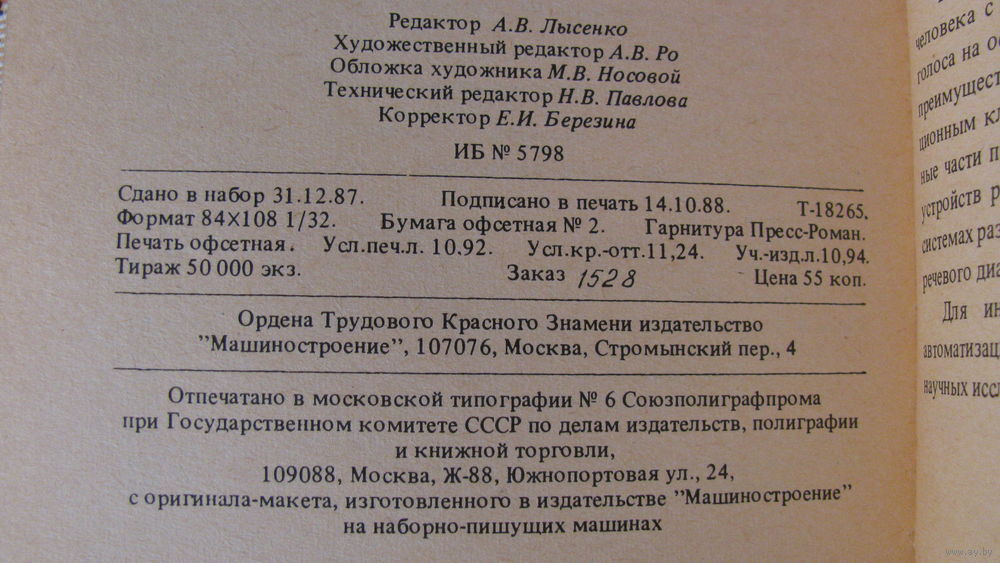 Редактор А.В. Лысенко
Художественный редактор А.В. Ро
Обложка художника М.В. Носовой
Технический редактор Н.В. Павлова
Корректор Е.И. Березина
ИБ № 5798
Сдано в набор 31.12.87. Подписано в печать 14.10.88. Т-18265.
Формат 84×108 1/32. Бумага офсетная № 2. Гарнитура Пресс-Роман.
Печать офсетная. Усл.печ.л. 10,92. Усл.кр.-отт.11,24. Уч.-изд.л.10,94.
Тираж 50 000 экз. Заказ 1528 Цена 55 коп.
Ордена Трудового Красного Знамени издательство
"Машиностроение", 107076, Москва, Стромынский пер., 4
Отпечатано в московской типографии № 6 Союзполиграфпрома
при Государственном комитете СССР по делам издательств, полиграфии
и книжной торговли,
109088, Москва, Ж-88, Южнопортовая ул., 24,
с оригинала-макета, изготовленного в издательстве "Машиностроение"
на наборно-пишущих машинах
человека с
голоса на ос
преимущест
ционным кл
ные части п
устройств р
системах раз
речевого диа
Для ин
автоматизац
научных иссл
www.ay.by